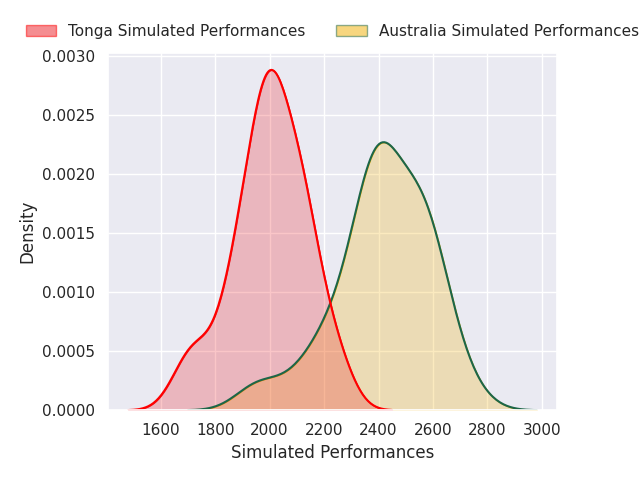 Tonga Simulated Performances
Australia Simulated Performances
0.0030
0.0025
0.0020
0.0015
0.0010
0.0005
0.0000
Density
1600 1800 2000 2200 2400 2600 2800 3000
Simulated Performances